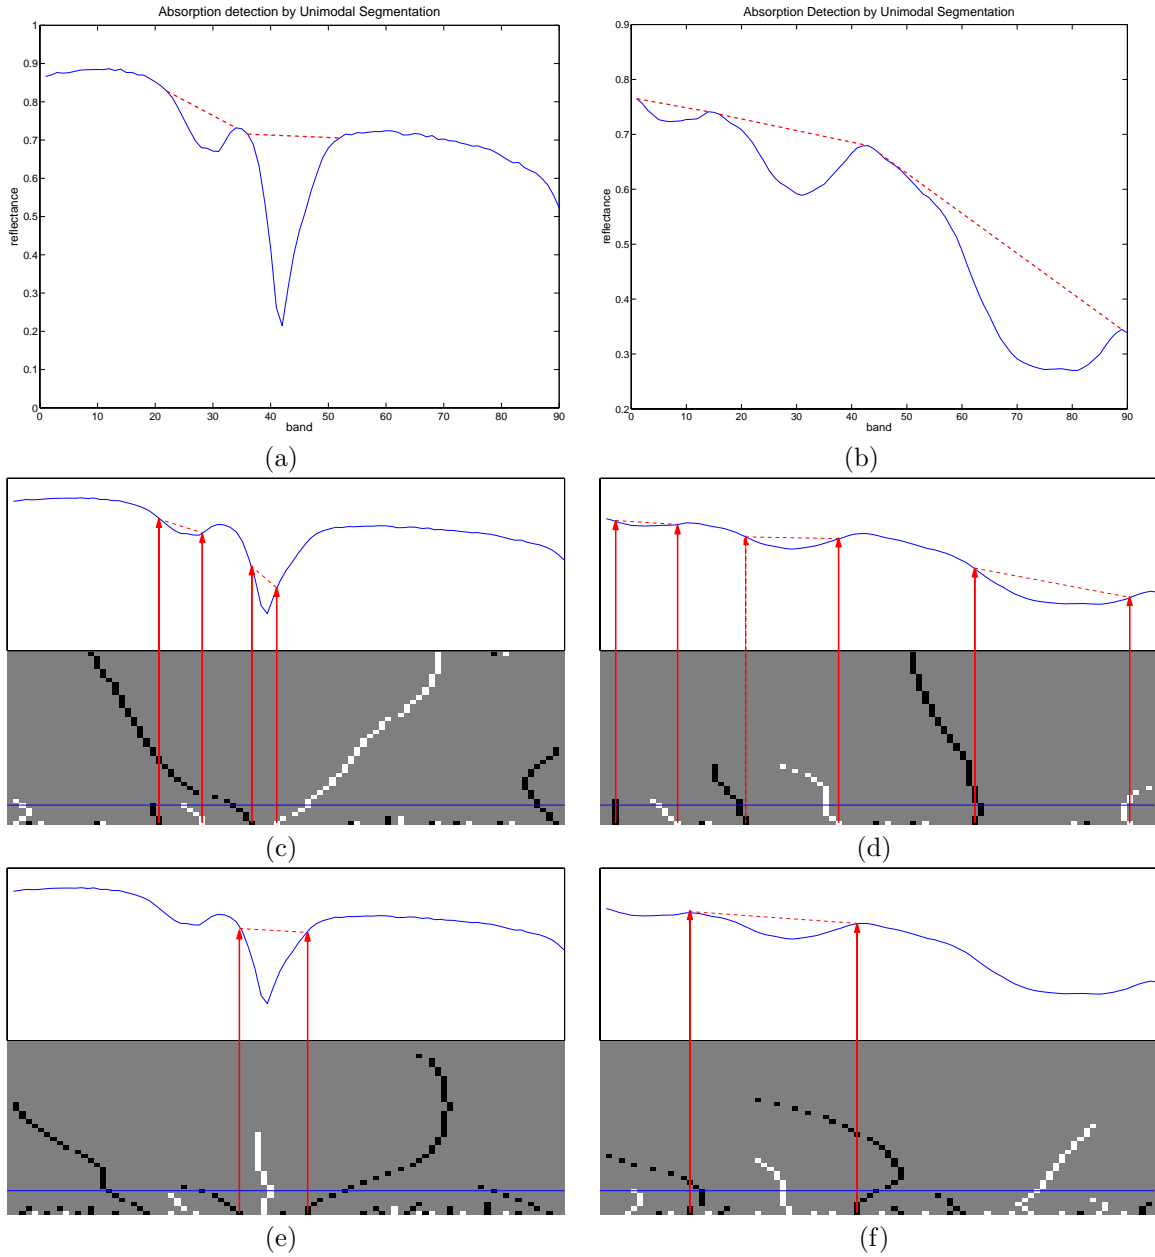 Absorption detection by Unimodal Segmentation
1
0.9
0.8
0.7
0.6
0.5
0.4
0.3
0.2
0.1
0
reflectance
0 10 20 30 40 50 60 70 80 90
band
(a)
Absorption Detection by Unimodal Segmentation
0.9
0.8
0.7
0.6
0.5
0.4
0.3
0.2
reflectance
0 10 20 30 40 50 60 70 80 90
band
(b)
(c)
(d)
(e)
(f)